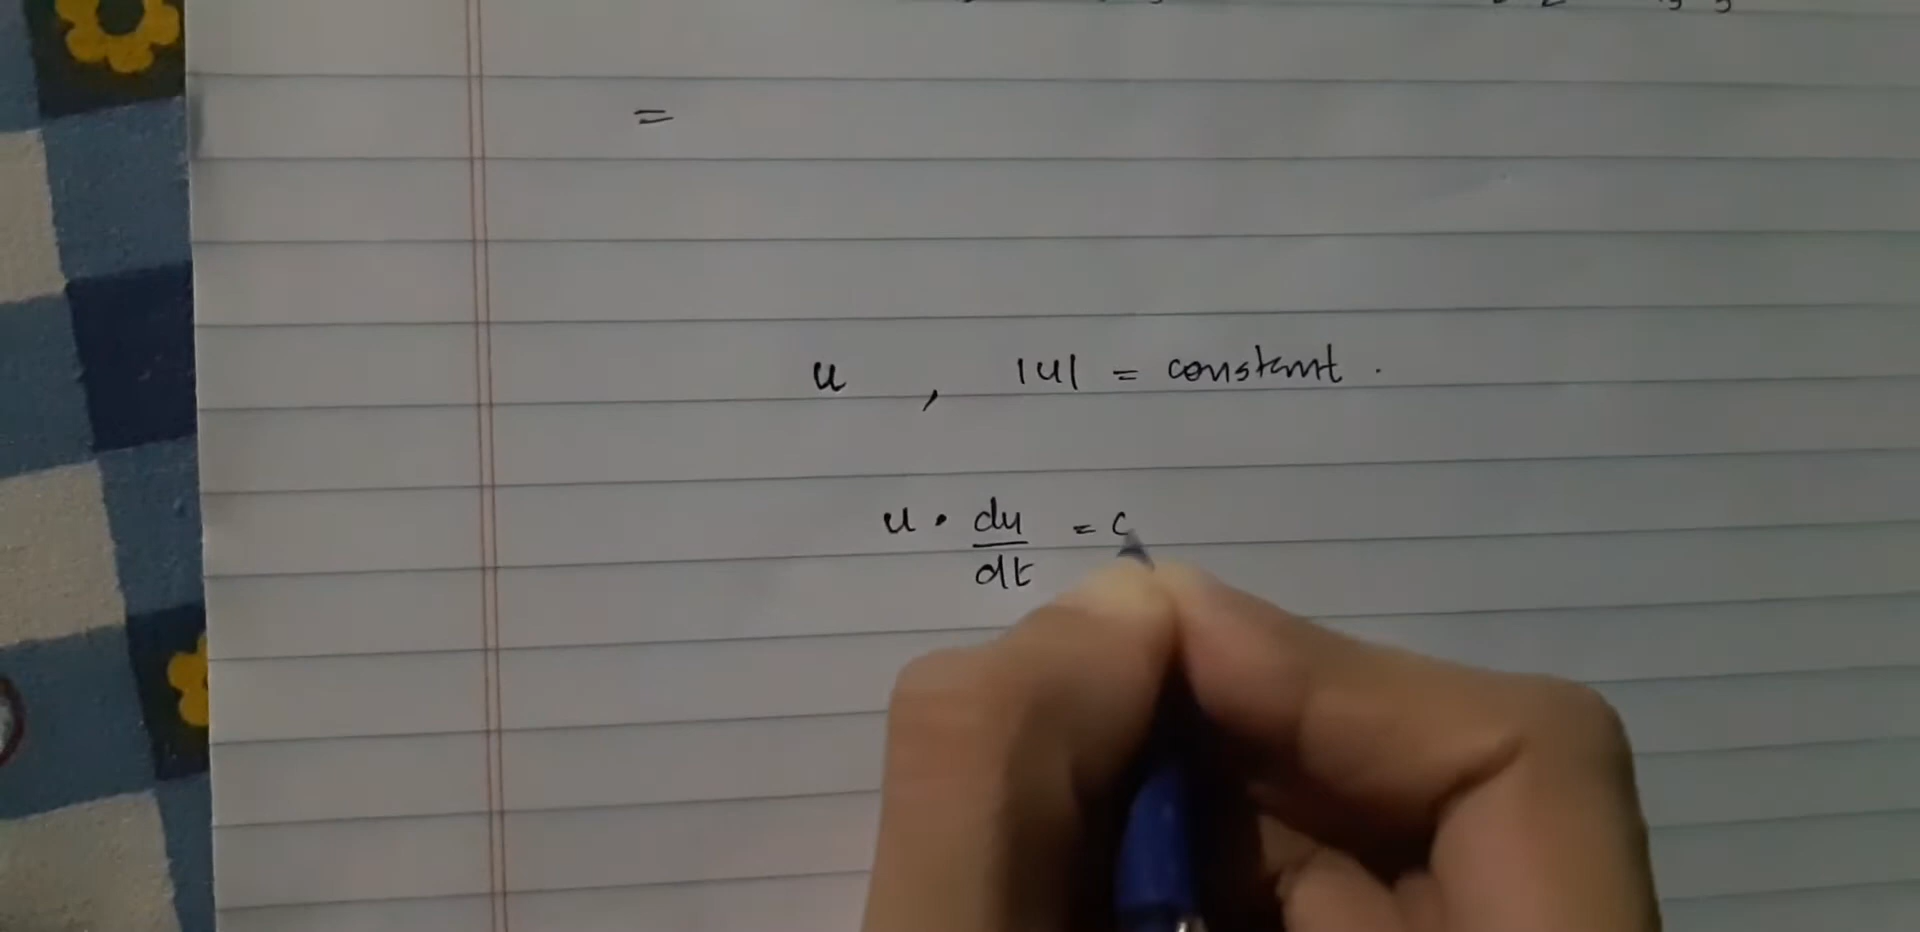 =
u , |u| = constant .
u · du/dt =